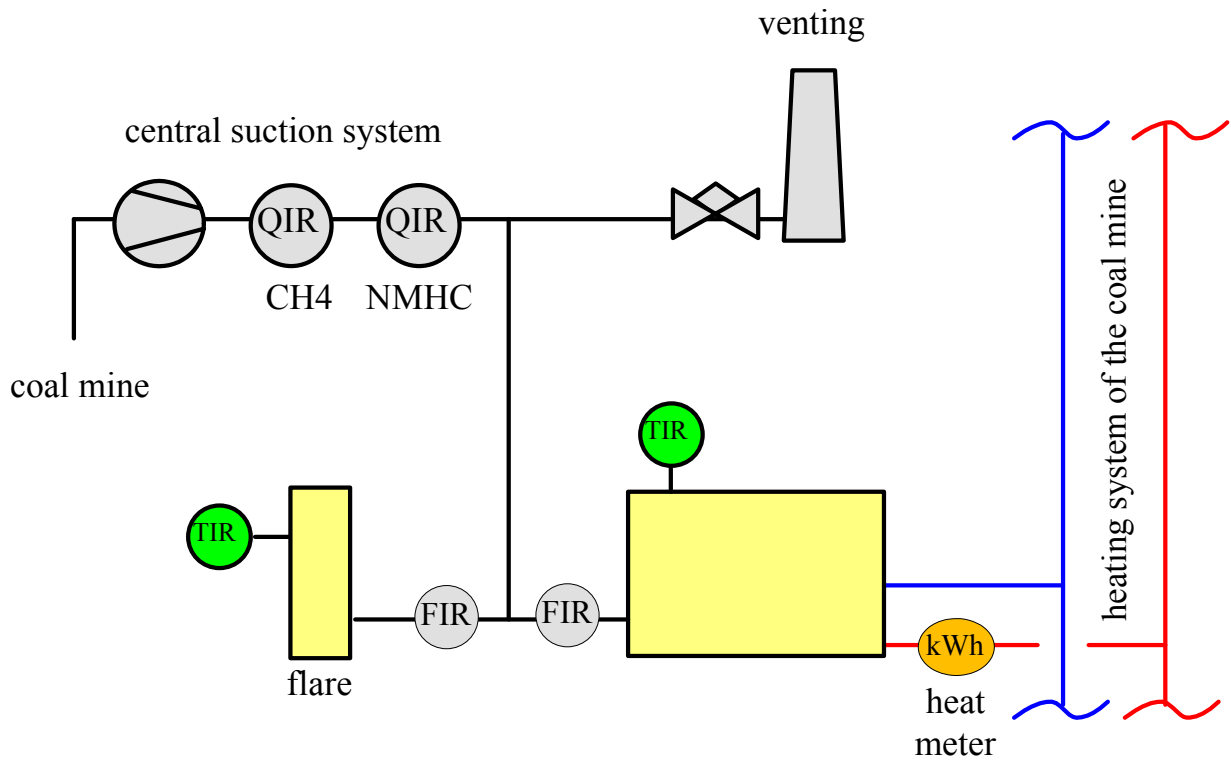 venting
central suction system
QIR
QIR
CH4
NMHC
coal mine
heating system of the coal mine
TIR
TIR
FIR
FIR
kWh
flare
heat
meter